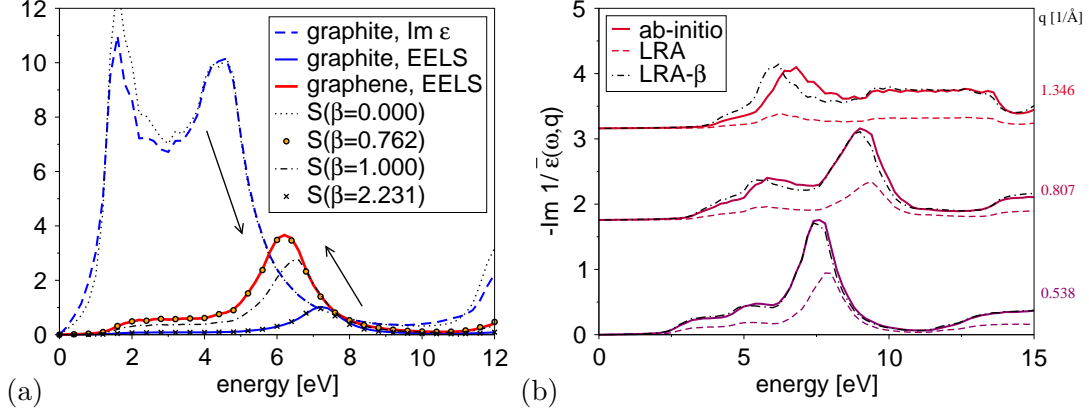 12
10
8
6
4
2
0
0
2
4
6
8
10
12
energy [eV]
(a)
graphite, Im ε
graphite, EELS
graphene, EELS
S(β=0.000)
S(β=0.762)
S(β=1.000)
S(β=2.231)
-Im 1/ ε̄(ω,q)
5
4
3
2
1
0
0
5
10
15
energy [eV]
(b)
ab-initio
LRA
LRA-β
q [1/Å]
1.346
0.807
0.538